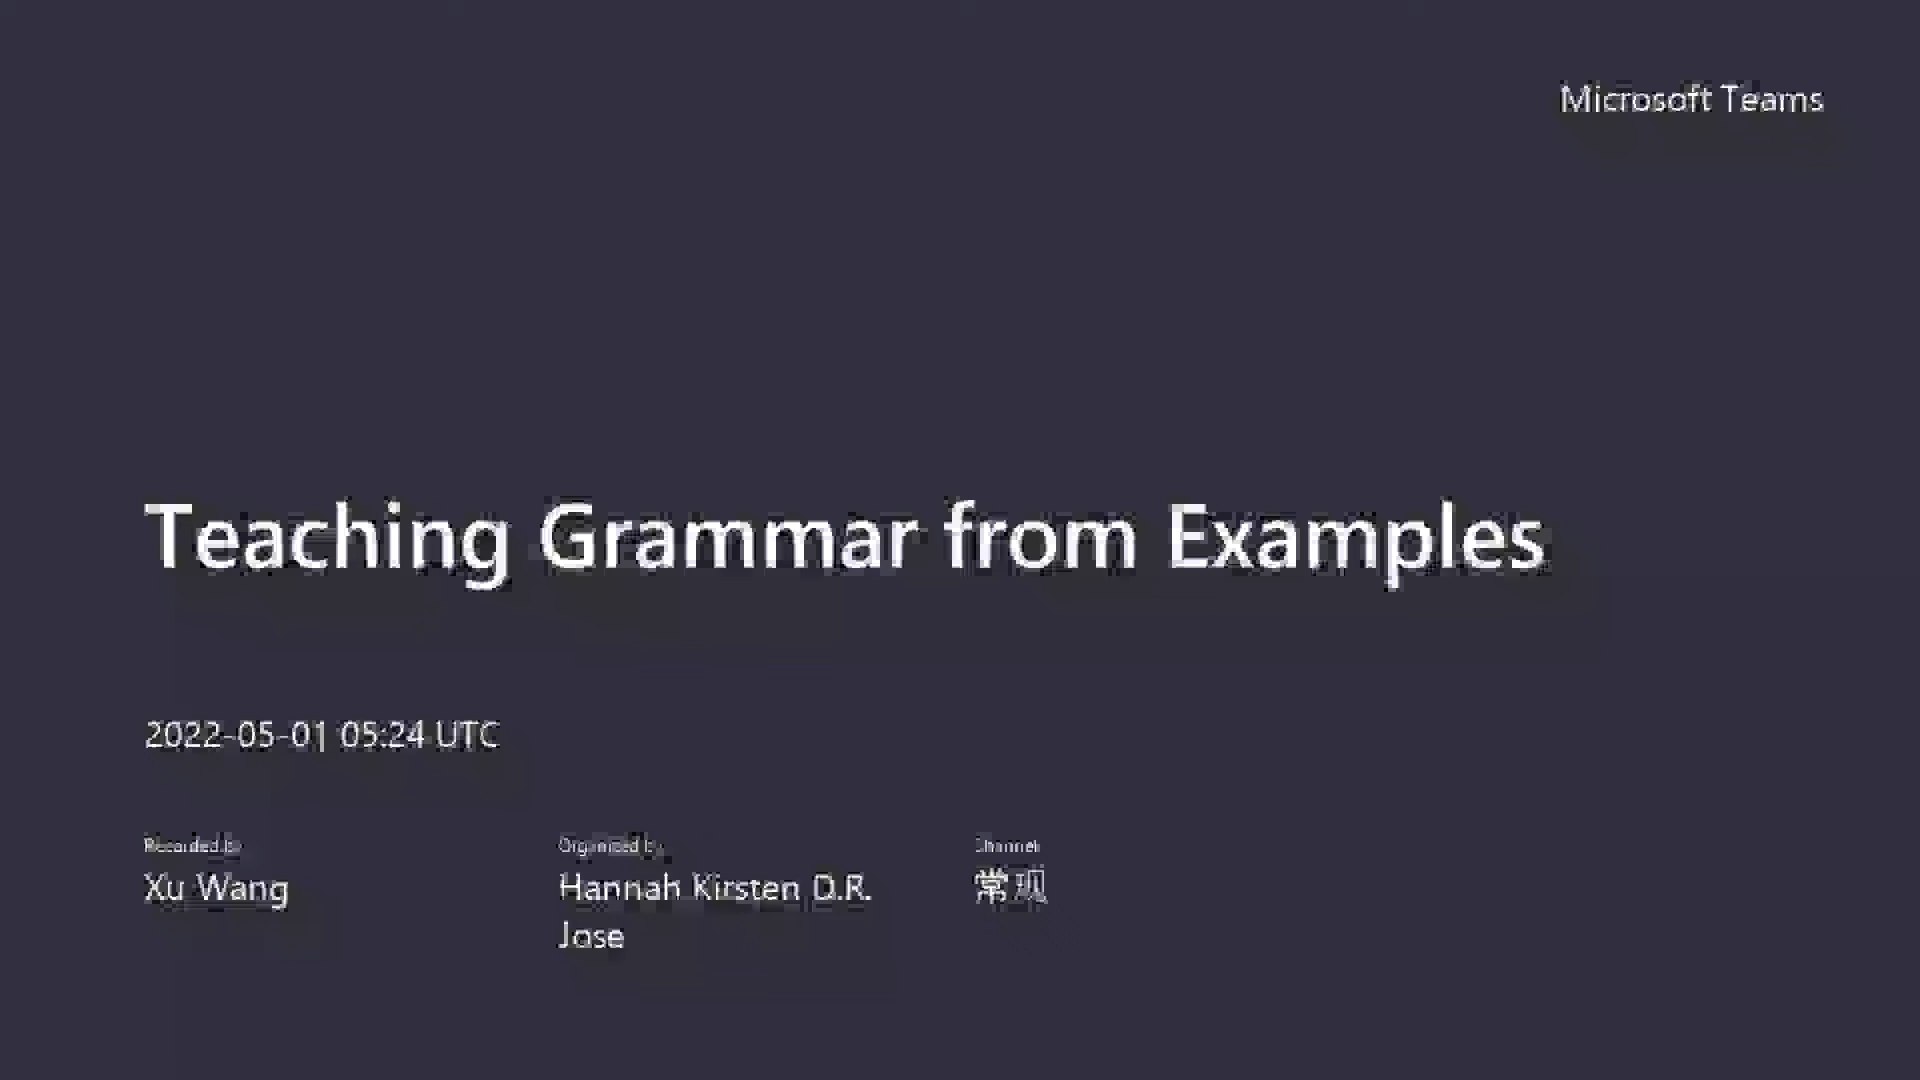 Microsoft Teams
Teaching Grammar from Examples
2022-05-01 05:24 UTC
Recorded by
Organized by
Channel
Xu Wang
Hannah Kirsten D.R.
Jose
常规